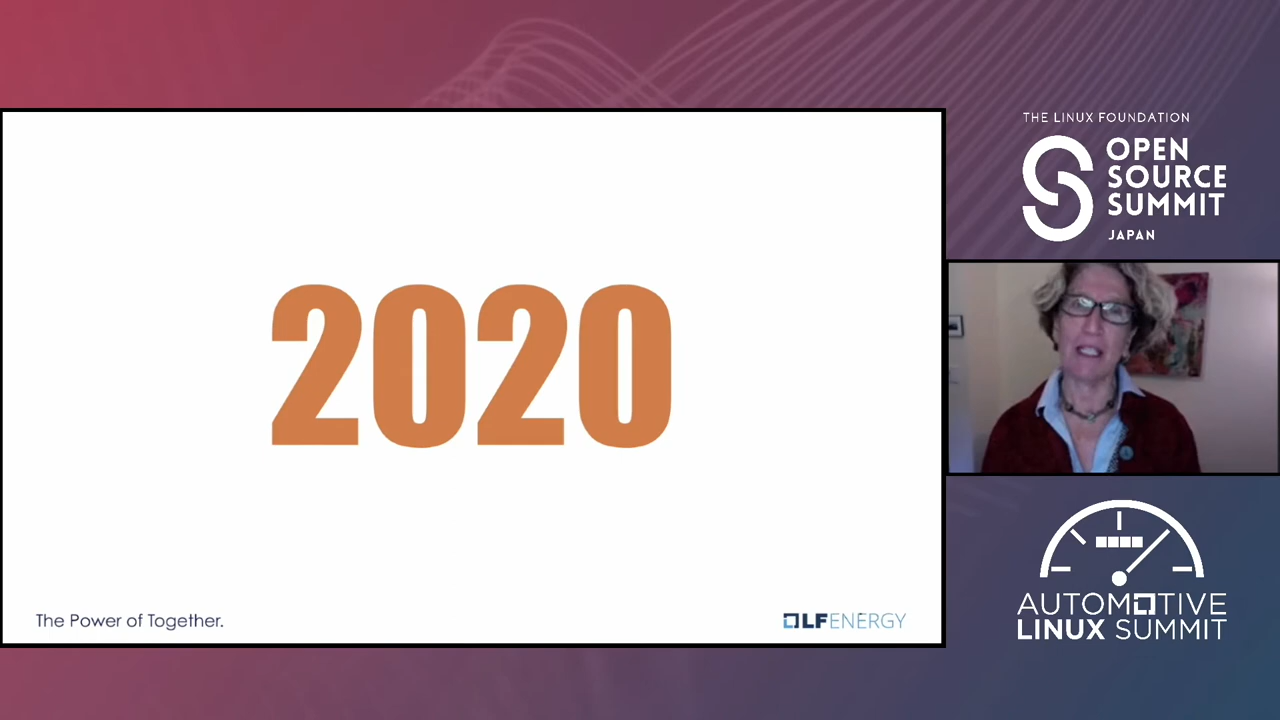 2020
The Power of Together.
LFENERGY
THE LINUX FOUNDATION
OPEN
SOURCE
SUMMIT
JAPAN
AUTOMOTIVE
LINUX SUMMIT